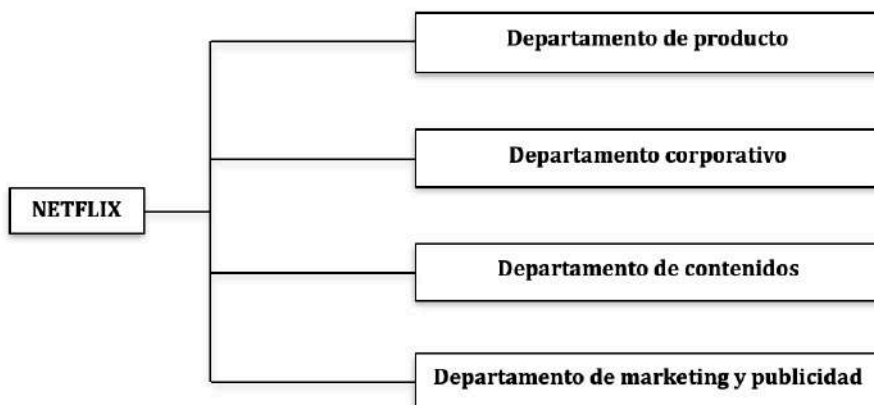 Departamento de producto
Departamento corporativo
NETFLIX
Departamento de contenidos
Departamento de marketing y publicidad